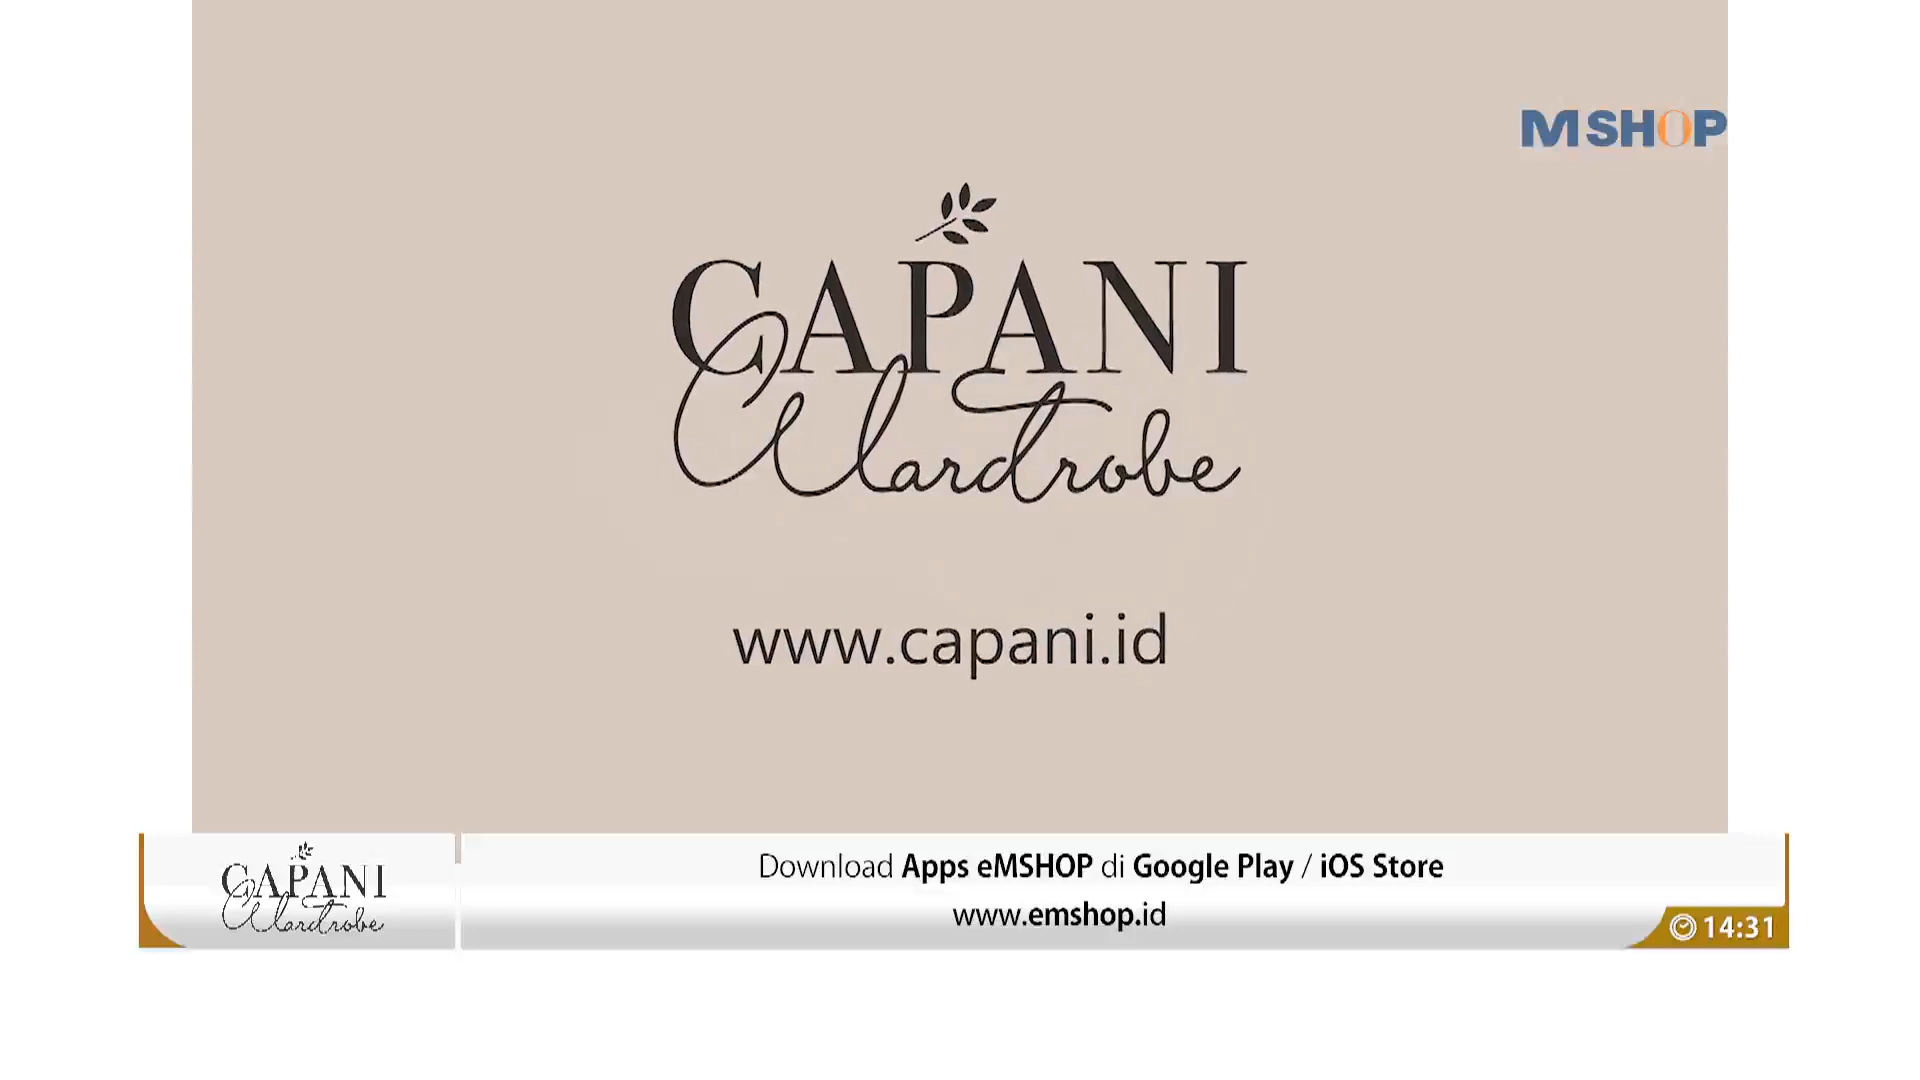 MSHOP
CAPANI
Wardrobe
www.capani.id
CAPANI
Wardrobe
Download Apps eMSHOP di Google Play / iOS Store
www.emshop.id
14:31